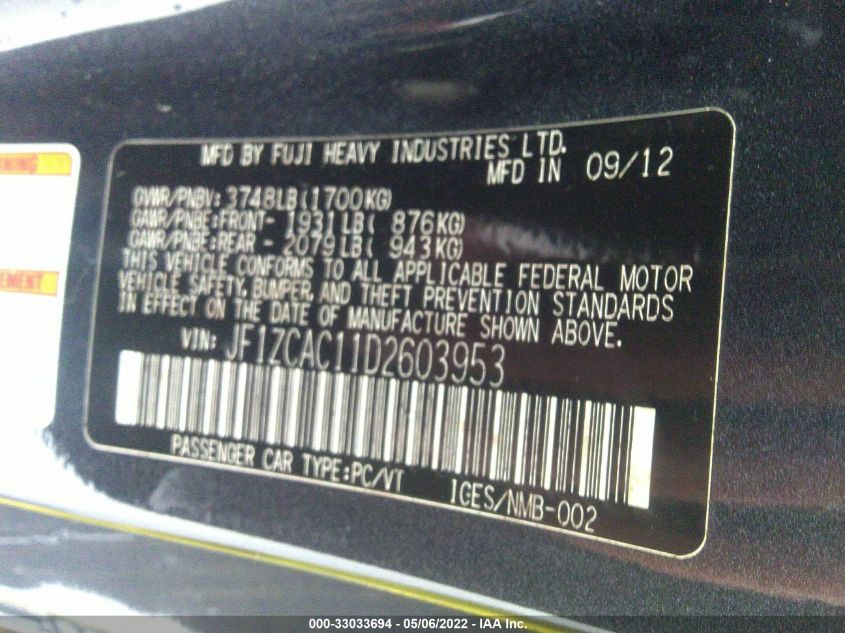 NING
EMENT
MFD BY FUJI HEAVY INDUSTRIES LTD.
MFD IN 09/12
GVWR/PNBV: 3748LB(1700KG)
GAWR/PNBE:FRONT- 1931LB( 876KG)
GAWR/PNBE:REAR - 2079LB( 943KG)
THIS VEHICLE CONFORMS TO ALL APPLICABLE FEDERAL MOTOR
VEHICLE SAFETY, BUMPER, AND THEFT PREVENTION STANDARDS
IN EFFECT ON THE DATE OF MANUFACTURE SHOWN ABOVE.
VIN: JF1ZCAC11D2603953
PASSENGER CAR TYPE:PC/VT
ICES/NMB-002
000-33033694 - 05/06/2022 - IAA Inc.